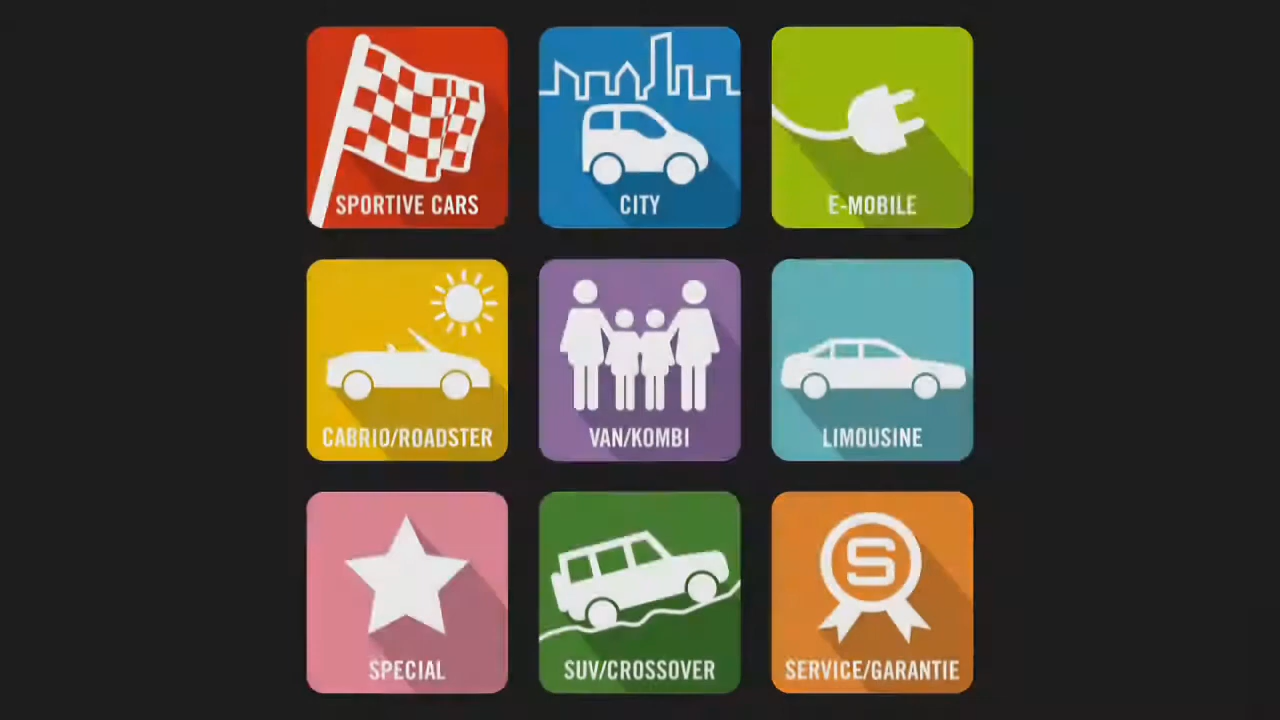 SPORTIVE CARS
CITY
E-MOBILE
CABRIO/ROADSTER
VAN/KOMBI
LIMOUSINE
SPECIAL
SUV/CROSSOVER
S
SERVICE/GARANTIE